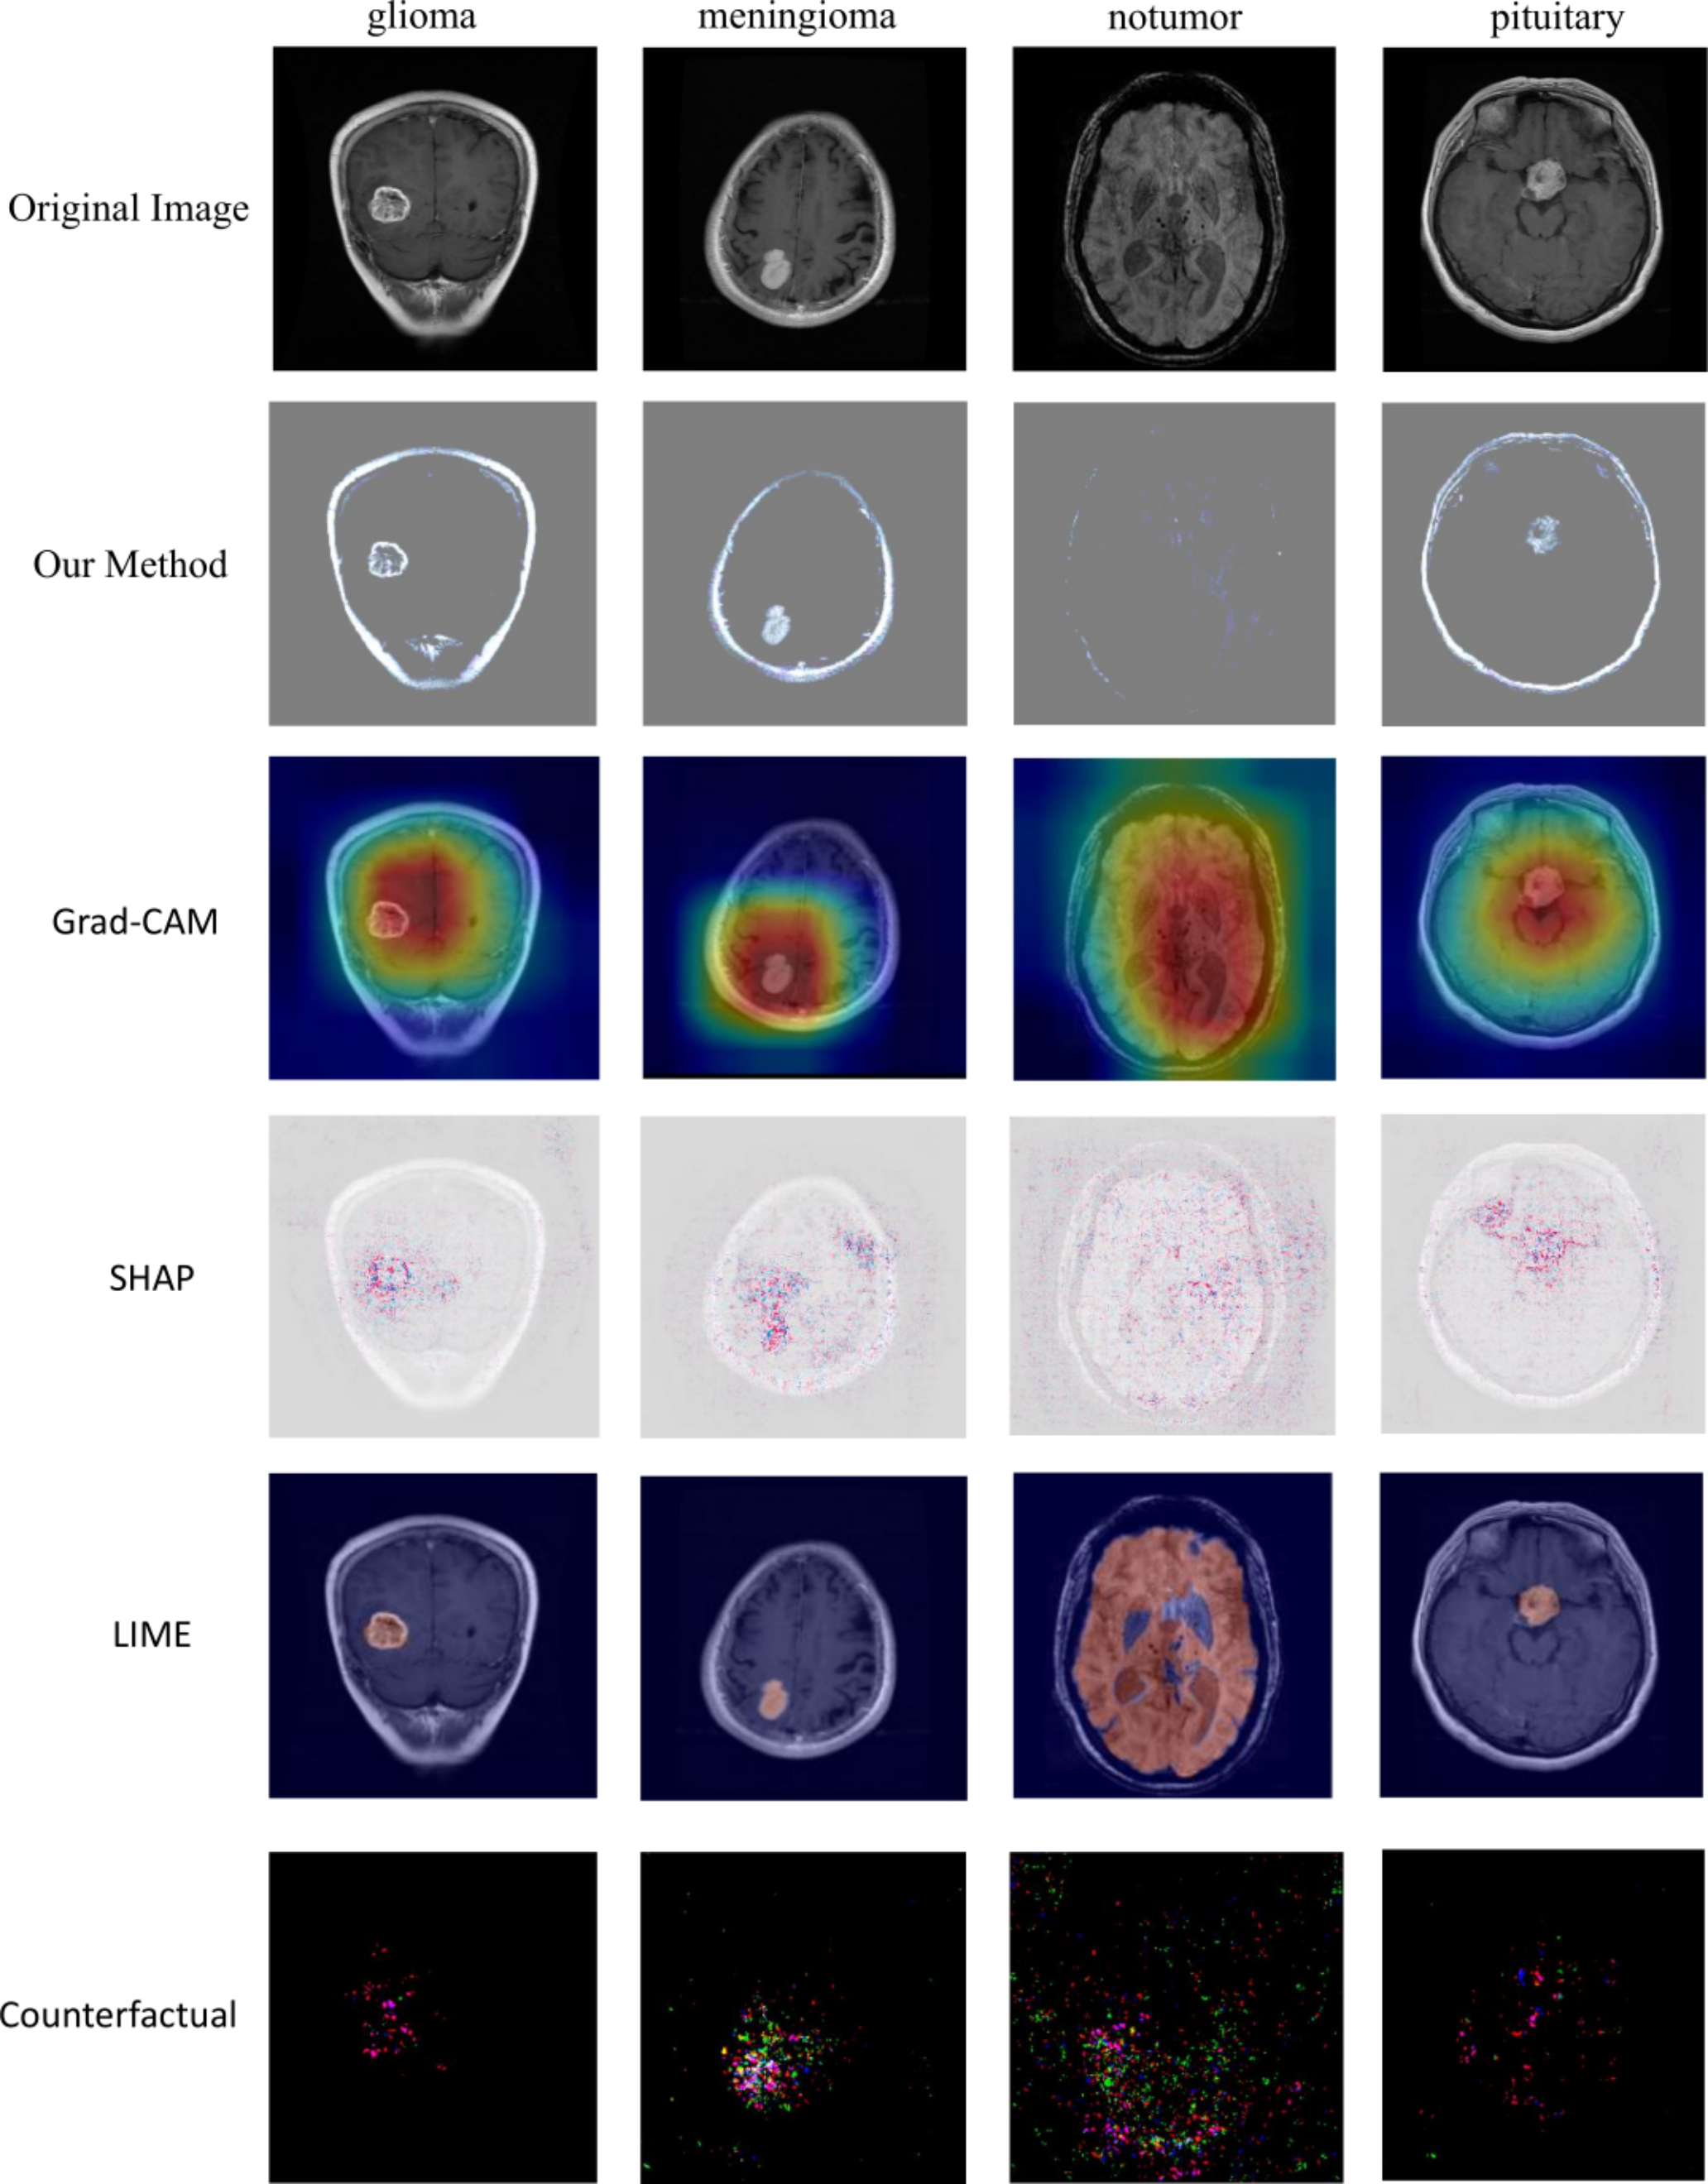 glioma
meningioma
notumor
pituitary
Original Image
Our Method
Grad-CAM
SHAP
LIME
Counterfactual